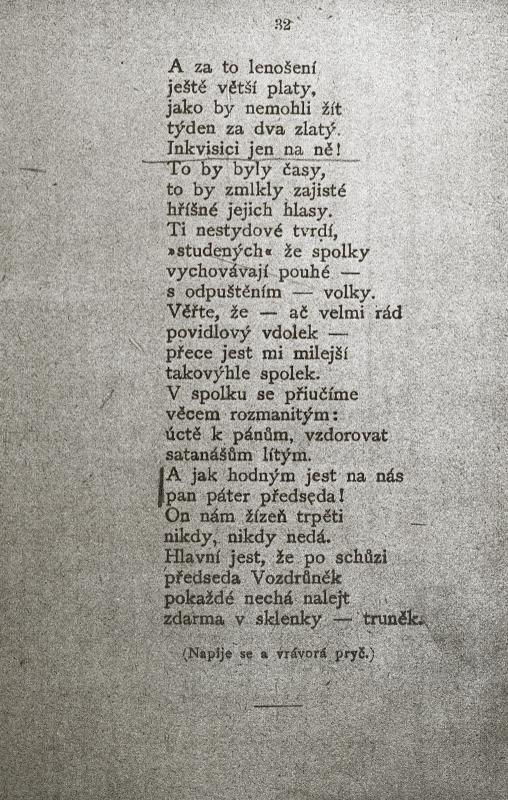 32
A za to lenošení
ještě větší platy,
jako by nemohli žít
týden za dva zlatý.
Inkvisici jen na ně!
To by byly časy,
to by zmlkly zajisté
hříšné jejich hlasy.
Ti nestydové tvrdí,
»studených« že spolky
vychovávají pouhé —
s odpuštěním — volky.
Věřte, že — ač velmi rád
povidlový vdolek —
přece jest mi milejší
takovýhle spolek.
V spolku se přiučíme
věcem rozmanitým:
úctě k pánům, vzdorovat
satanášům lítým.
A jak hodným jest na nás
pan páter předseda!
On nám žízeň trpěti
nikdy, nikdy nedá.
Hlavní jest, že po schůzi
předseda Vozdrůněk
pokaždé nechá nalejt
zdarma v sklenky — truněk.
(Napije se a vrávorá pryč.)